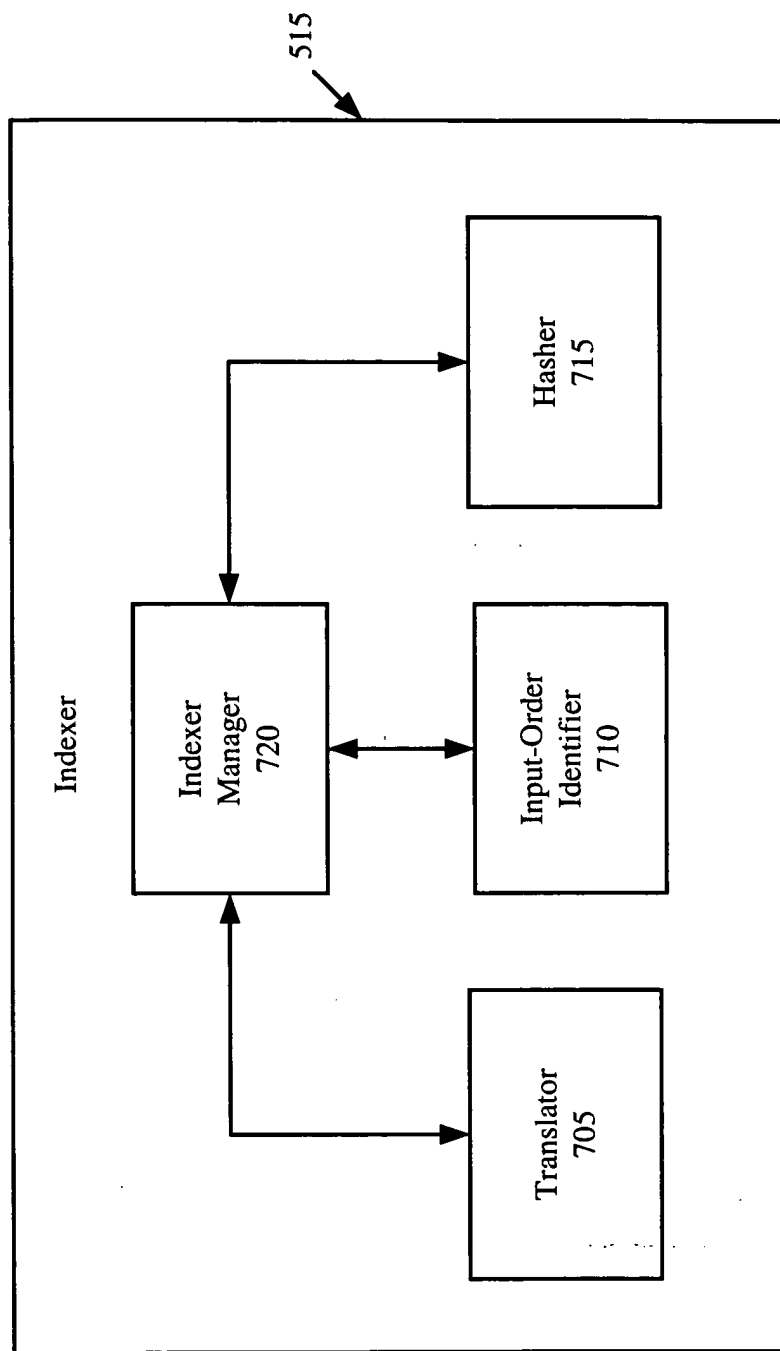 Indexer
515
Indexer
Manager
720
Translator
705
Input-Order
Identifier
710
Hasher
715